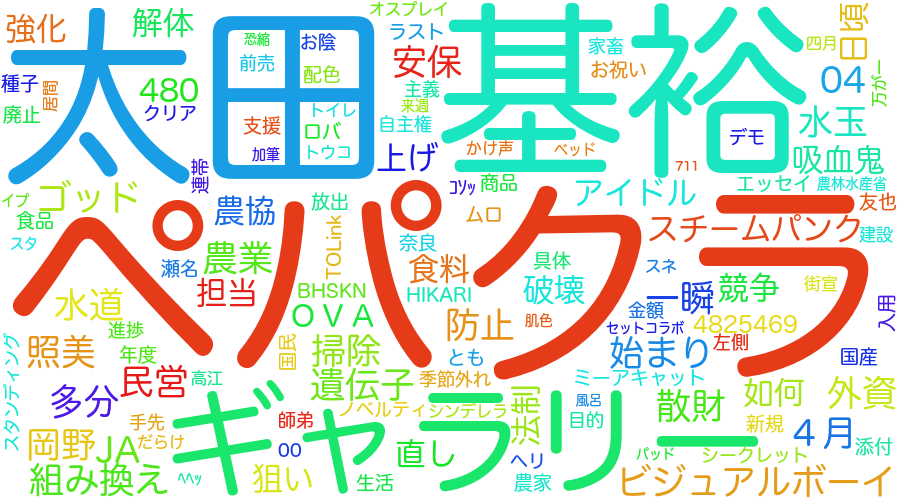 太田基裕
ペパクラ
ギャラリー
オスプレイ
強化
解体
恐縮
お陰
ラスト
四月
日頃
前売
配色
安保
家畜
お祝い
種子
居間
480
主義
04
万が一
廃止
クリア
支援
ロバ
トイレ
来週
自主権
水玉
デモ
加筆
トウコ
上げ
かけ声
ベッド
711
吸血鬼
連帯
コソッ
商品
アイドル
エッセイ
農林水産省
イプ
ゴッド
農協
放出
ムロ
友也
食品
スチームパンク
スタ
TOLink
奈良
建設
瀬名
農業
食料
具体
スネ
街宣
担当
BHSKN
HIKARI
破壊
一瞬
競争
入用
水道
OVA
防止
肌色
金額
セットコラボ
4825469
進捗
国民
左側
スタンディング
照美
年度
掃除
とも
始まり
国産
民営
高江
遺伝子
季節外れ
ミーアキャット
多分
法制
風呂
散財
如何
外資
手先
師弟
ノベルティ
シンデレラ
目的
新規
岡野
JA
だらけ
00
直し
ヘリ
4月
添付
組み換え
ペペッ
狙い
生活
農家
パッド
シークレット
ビジュアルボーイ